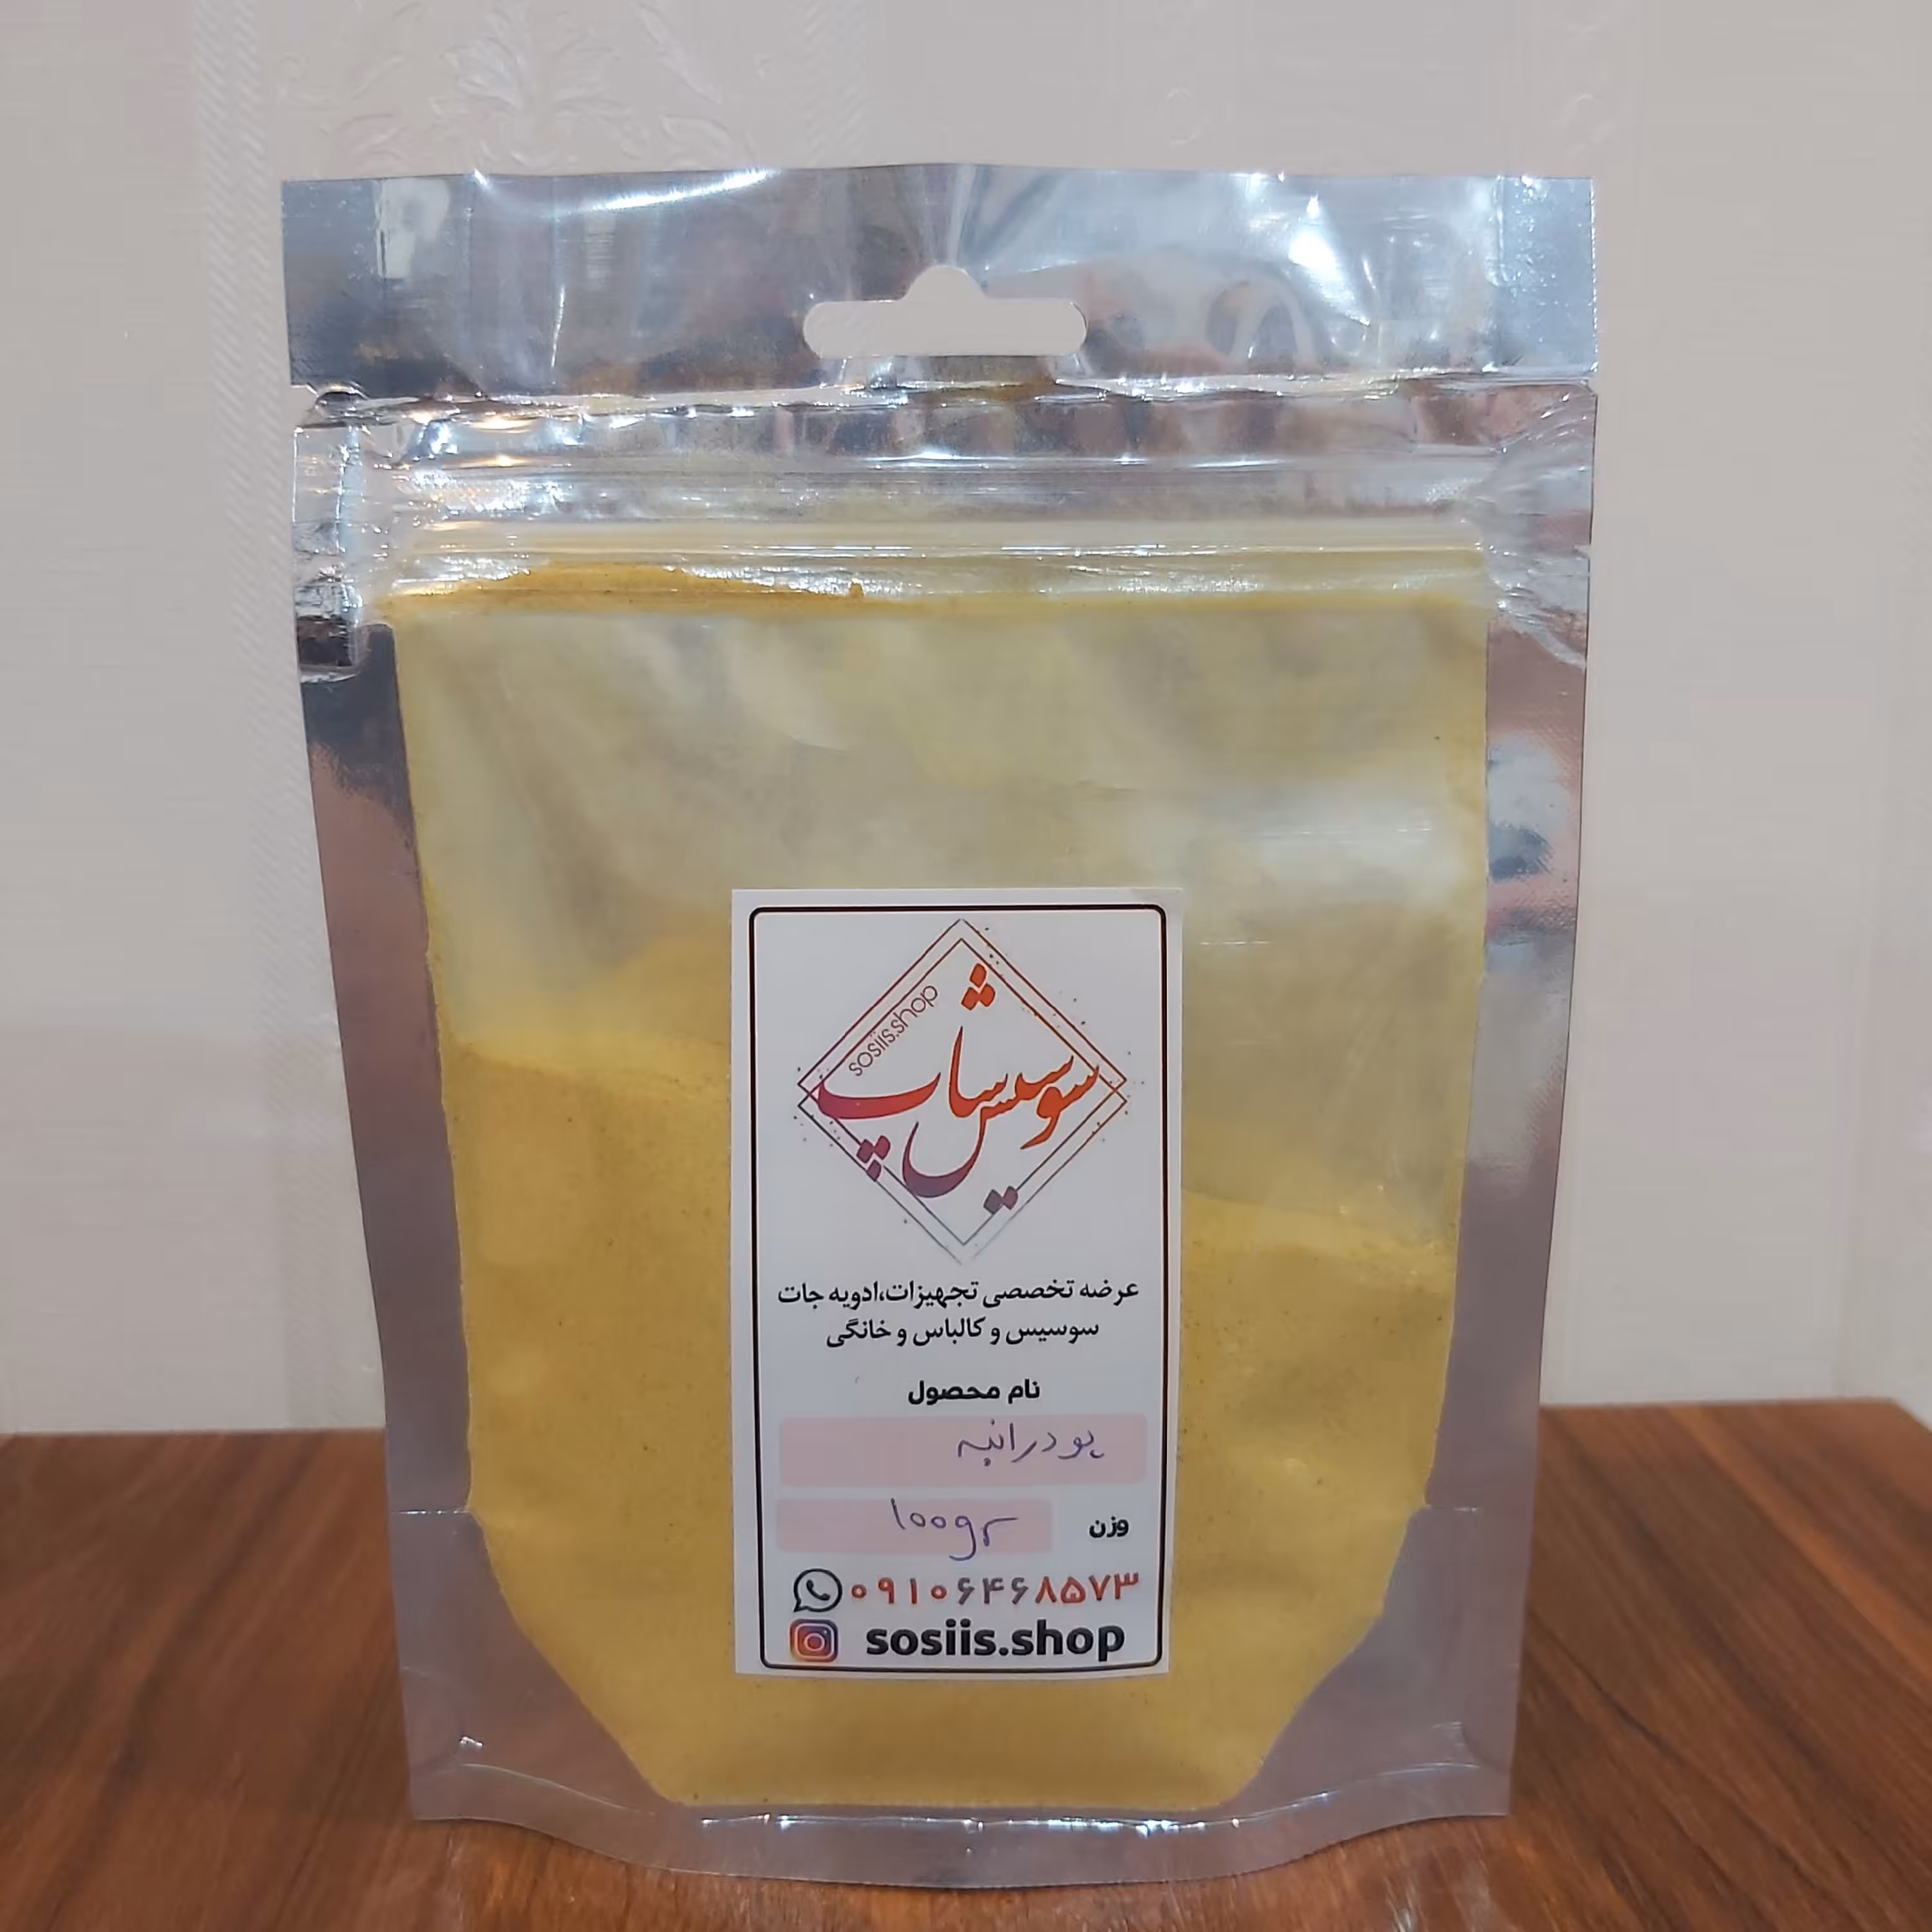 sosiis.shop
سوسیس شاپ
عرضه تخصصی تجهیزات،ادویه جات
سوسیس و کالباس و خانگی
نام محصول
پودر انبه
وزن 100gr
۰۹۱۰۶۴۶۸۵۷۳
sosiis.shop